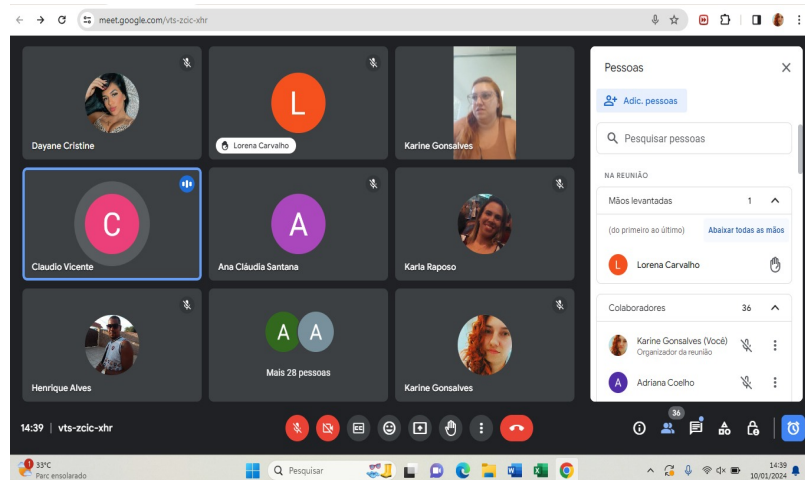 meet.google.com/vts-zcic-xhr
Dayane Cristine
L
Lorena Carvalho
Karine Gonsalves
C
Claudio Vicente
A
Ana Cláudia Santana
Karla Raposo
Henrique Alves
A A
Mais 28 pessoas
Karine Gonsalves
Pessoas
Adic. pessoas
Pesquisar pessoas
NA REUNIÃO
Mãos levantadas 1
(do primeiro ao último) Abaixar todas as mãos
L Lorena Carvalho
Colaboradores 36
Karine Gonsalves (Você)
Organizador da reunião
A Adriana Coelho
14:39 | vts-zcic-xhr
36
1
33°C
Parc ensolarado
Pesquisar
14:39
10/01/2024